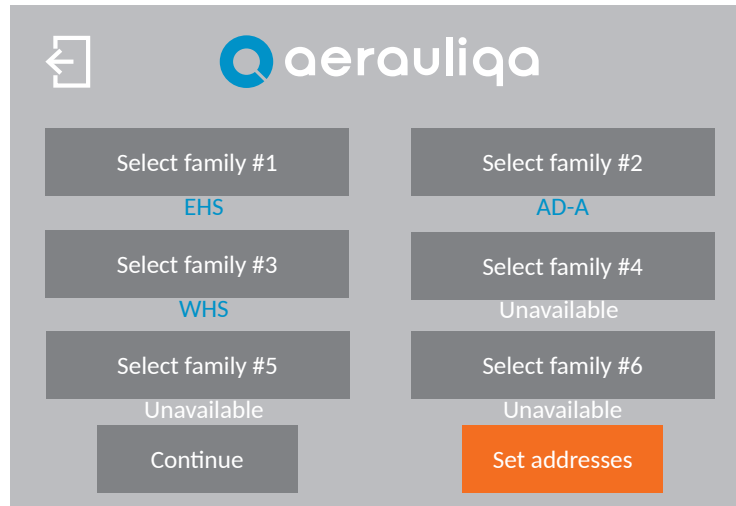 aerauliqa
Select family #1
Select family #2
EHS
AD-A
Select family #3
Select family #4
WHS
Unavailable
Select family #5
Select family #6
Unavailable
Unavailable
Continue
Set addresses